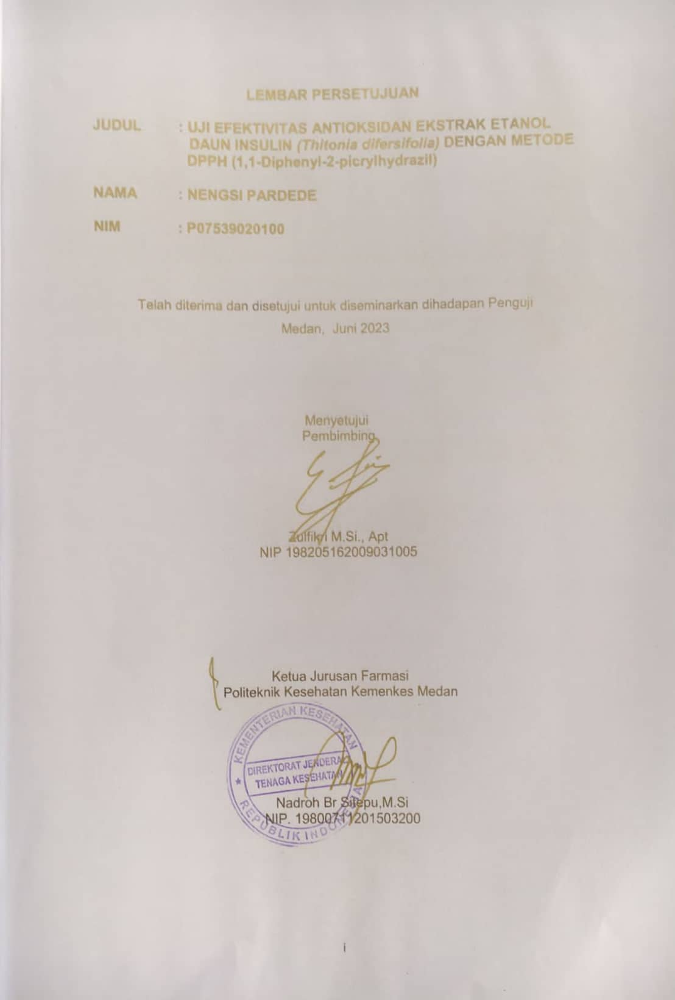 LEMBAR PERSETUJUAN
JUDUL : UJI EFEKTIVITAS ANTIOKSIDAN EKSTRAK ETANOL
DAUN INSULIN (Thitonia difersifolia) DENGAN METODE
DPPH (1,1-Diphenyl-2-picrylhydrazil)
NAMA : NENGSI PARDEDE
NIM : P07539020100
Telah diterima dan disetujui untuk diseminarkan dihadapan Penguji
Medan, Juni 2023
Menyetujui
Pembimbing
Zulfikri M.Si., Apt
NIP 198205162009031005
Ketua Jurusan Farmasi
Politeknik Kesehatan Kemenkes Medan
KEMENTERIAN KESEHATAN
DIREKTORAT JENDERAL
TENAGA KESEHATAN
REPUBLIK INDONESIA
Nadroh Br Sitepu,M.Si
NIP. 198007112015032​00
i